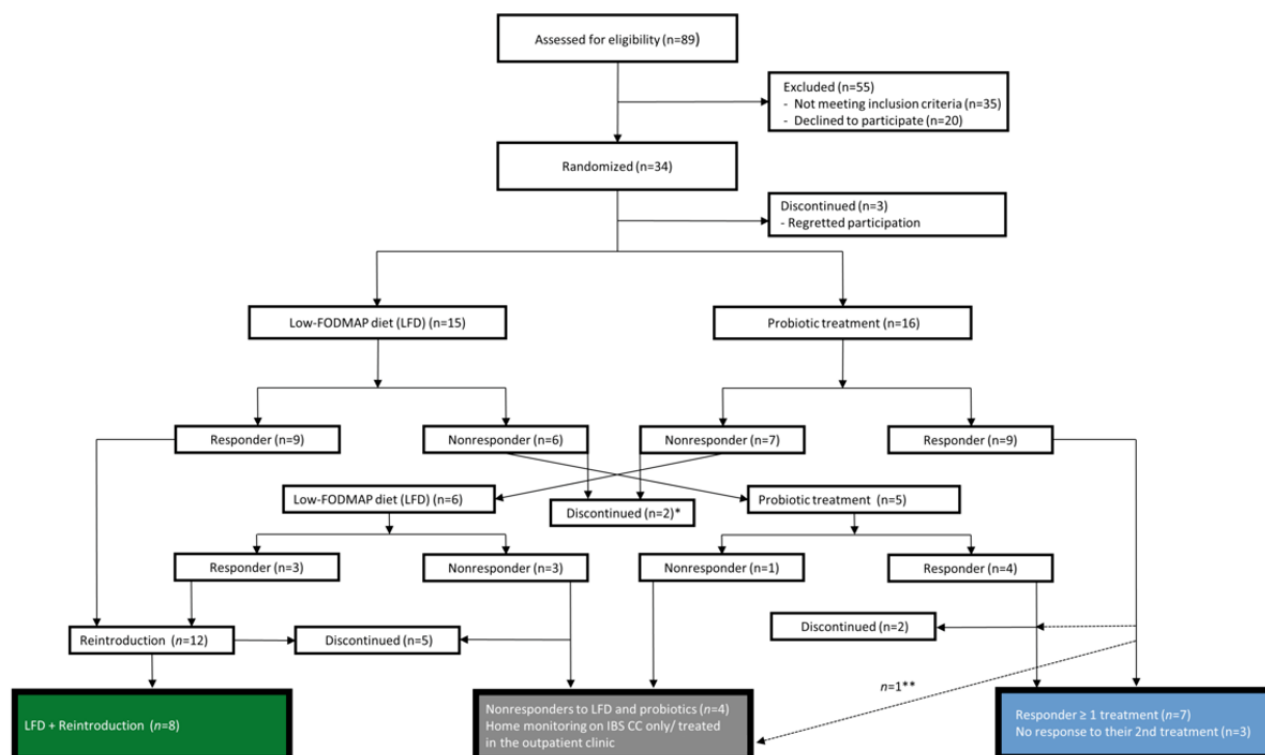 Assessed for eligibility (n=89)
Excluded (n=55)
- Not meeting inclusion criteria (n=35)
- Declined to participate (n=20)
Randomized (n=34)
Discontinued (n=3)
- Regretted participation
Low-FODMAP diet (LFD) (n=15)
Probiotic treatment (n=16)
Responder (n=9)
Nonresponder (n=6)
Nonresponder (n=7)
Responder (n=9)
Low-FODMAP diet (LFD) (n=6)
Discontinued (n=2)*
Probiotic treatment (n=5)
Responder (n=3)
Nonresponder (n=3)
Nonresponder (n=1)
Responder (n=4)
Reintroduction (n=12)
Discontinued (n=5)
Discontinued (n=2)
n=1**
LFD + Reintroduction (n=8)
Nonresponders to LFD and probiotics (n=4)
Home monitoring on IBS CC only/ treated
in the outpatient clinic
Responder ≥ 1 treatment (n=7)
No response to their 2nd treatment (n=3)